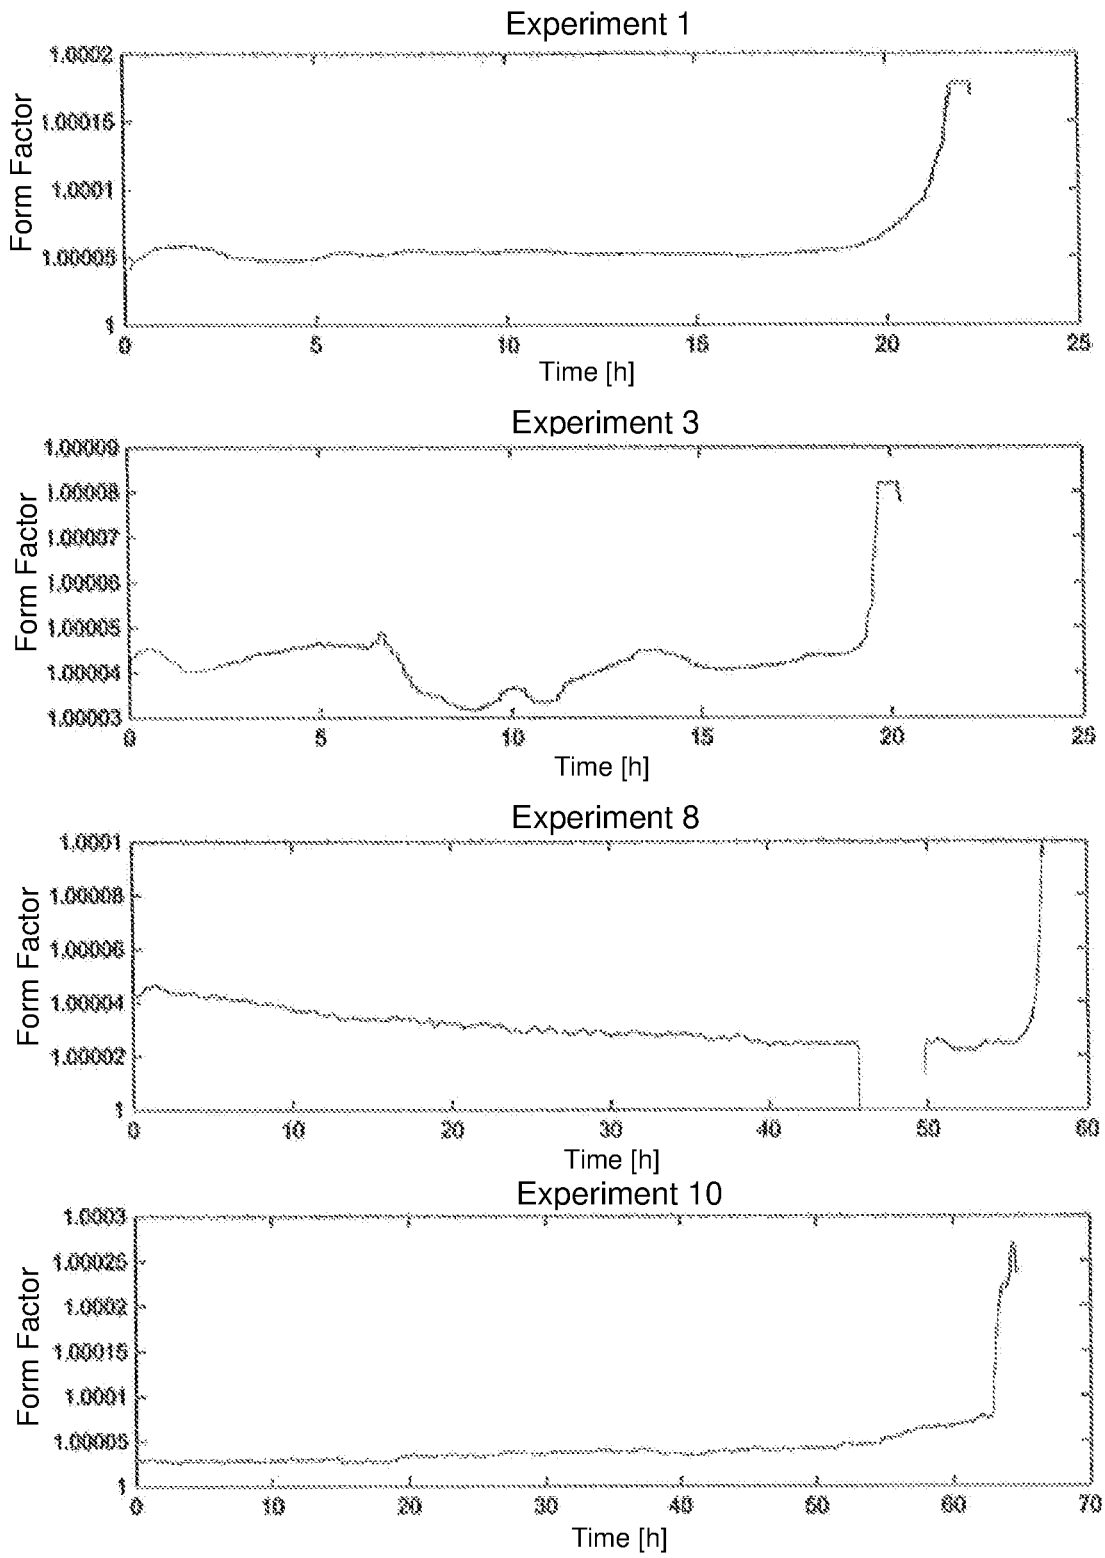 Experiment 1
Form Factor
1.0002
1.00015
1.0001
1.00005
1
0 5 10 15 20 25
Time [h]
Experiment 3
Form Factor
1.00009
1.00008
1.00007
1.00006
1.00005
1.00004
1.00003
0 5 10 15 20 25
Time [h]
Experiment 8
Form Factor
1.0001
1.00008
1.00006
1.00004
1.00002
1
0 10 20 30 40 50 60
Time [h]
Experiment 10
Form Factor
1.0003
1.00025
1.0002
1.00015
1.0001
1.00005
1
0 10 20 30 40 50 60 70
Time [h]